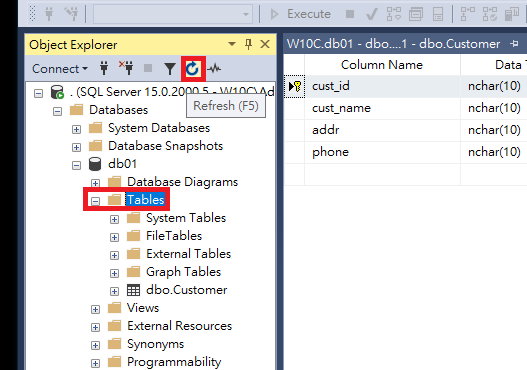 Execute
Object Explorer
W10C.db01 - dbo....1 - dbo.Customer
Connect
. (SQL Server 15.0.2000.5 - W10C\Ad
Refresh (F5)
Databases
System Databases
Database Snapshots
db01
Database Diagrams
Tables
System Tables
FileTables
External Tables
Graph Tables
dbo.Customer
Views
External Resources
Synonyms
Programmability
Column Name
Data T
cust_id
nchar(10)
cust_name
nchar(10)
addr
nchar(10)
phone
nchar(10)